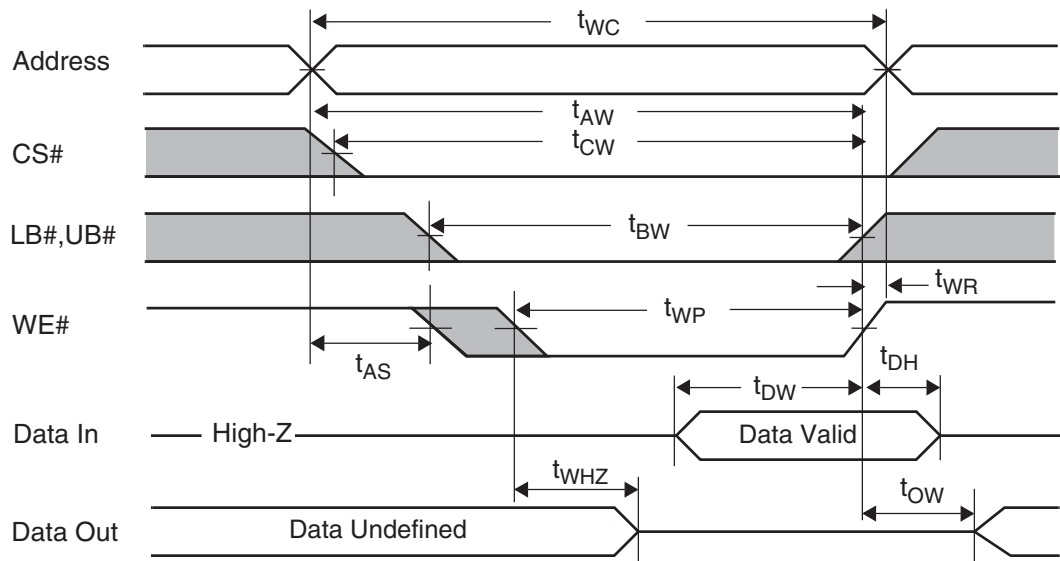 tWC
Address
tAW
tCW
CS#
tBW
LB#,UB#
tWR
tWP
WE#
tAS
tDH
tDW
Data In
High-Z
Data Valid
tWHZ
tOW
Data Out
Data Undefined